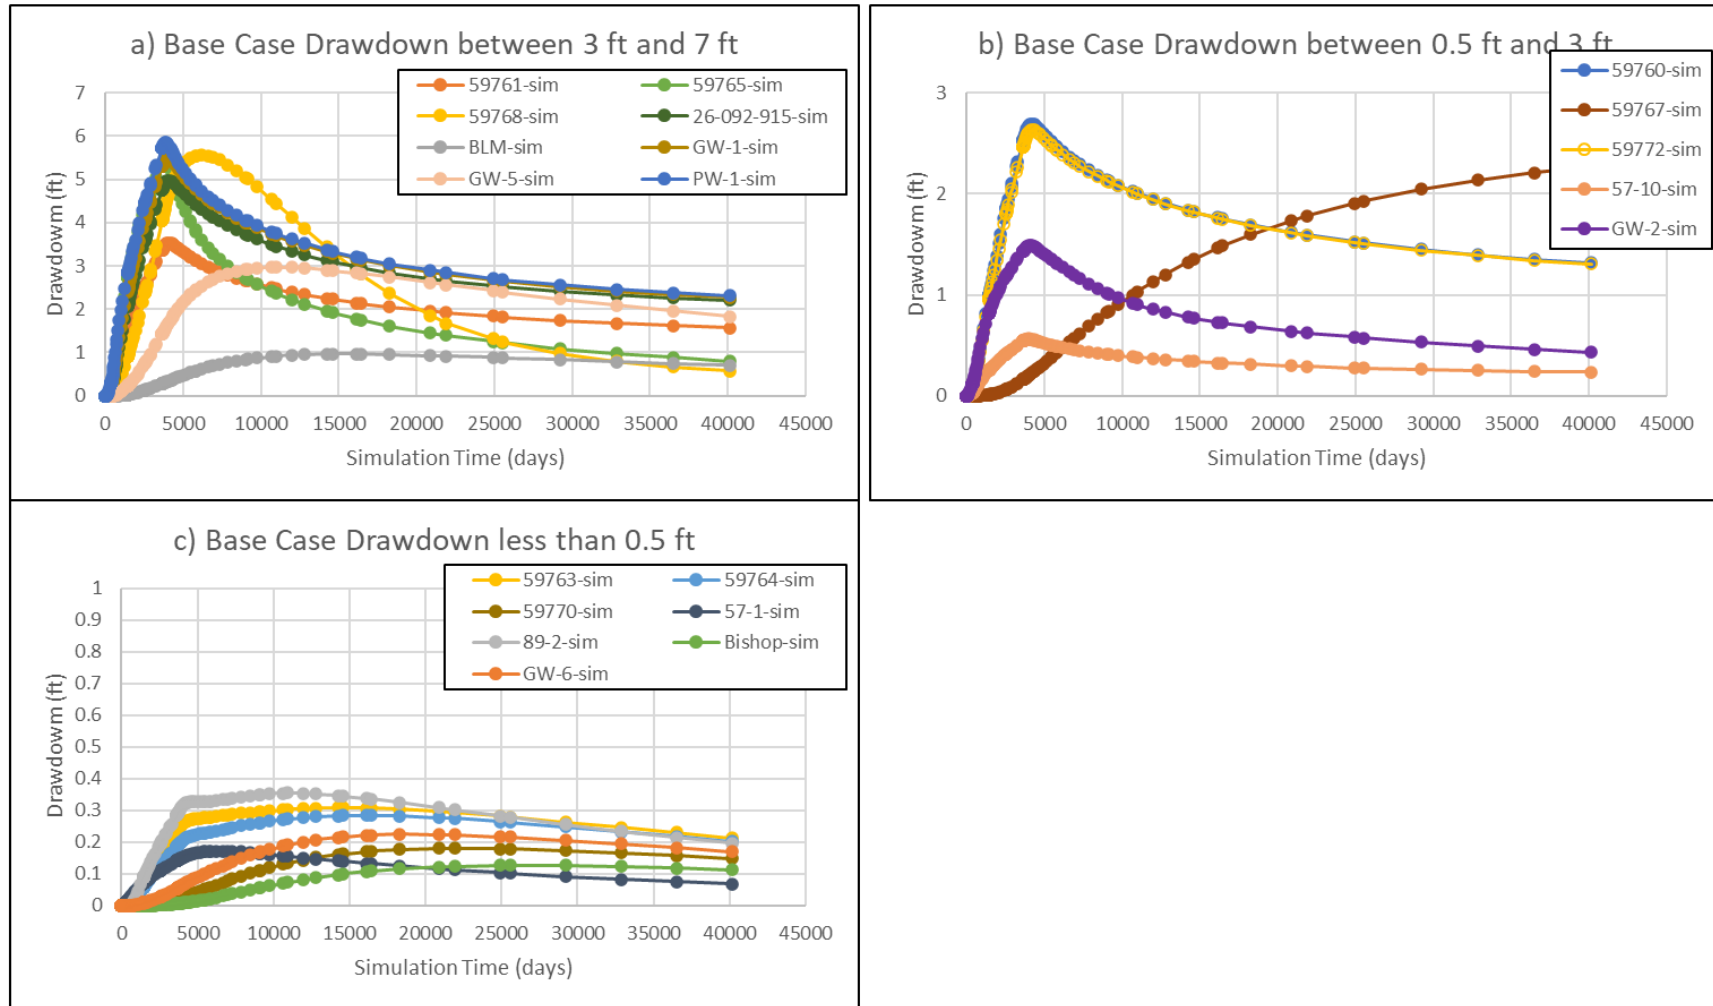 a) Base Case Drawdown between 3 ft and 7 ft
59761-sim
59765-sim
59768-sim
26-092-915-sim
BLM-sim
GW-1-sim
GW-5-sim
PW-1-sim
7
6
5
4
3
2
1
0
Drawdowm (ft)
0 5000 10000 15000 20000 25000 30000 35000 40000 45000
Simulation Time (days)
b) Base Case Drawdown between 0.5 ft and 3 ft
59760-sim
59767-sim
59772-sim
57-10-sim
GW-2-sim
3
2
1
0
Drawdowm (ft)
0 5000 10000 15000 20000 25000 30000 35000 40000 45000
Simulation Time (days)
c) Base Case Drawdown less than 0.5 ft
59763-sim
59764-sim
59770-sim
57-1-sim
89-2-sim
Bishop-sim
GW-6-sim
1
0.9
0.8
0.7
0.6
0.5
0.4
0.3
0.2
0.1
0
Drawdowm (ft)
0 5000 10000 15000 20000 25000 30000 35000 40000 45000
Simulation Time (days)